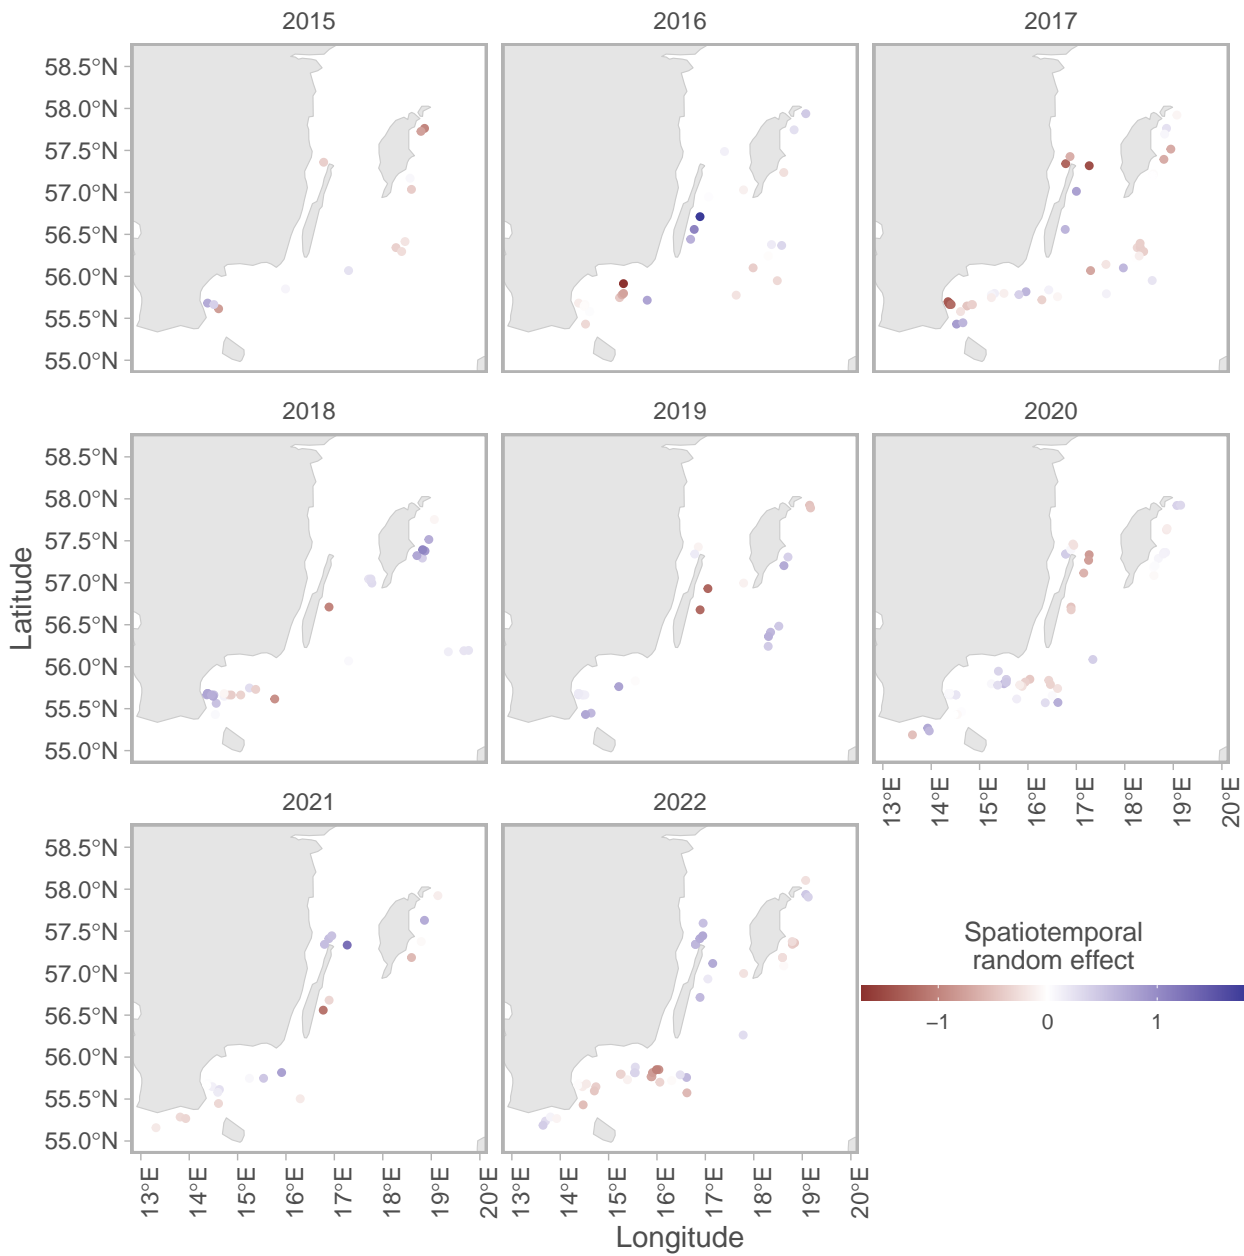 2015
2016
2017
58.5°N
58.0°N
57.5°N
57.0°N
56.5°N
56.0°N
55.5°N
55.0°N
2018
2019
2020
58.5°N
58.0°N
57.5°N
57.0°N
56.5°N
56.0°N
55.5°N
55.0°N
Latitude
13°E
14°E
15°E
16°E
17°E
18°E
19°E
20°E
2021
2022
58.5°N
58.0°N
57.5°N
57.0°N
56.5°N
56.0°N
55.5°N
55.0°N
Spatiotemporal
random effect
−1
0
1
13°E
14°E
15°E
16°E
17°E
18°E
19°E
20°E
13°E
14°E
15°E
16°E
17°E
18°E
19°E
20°E
Longitude